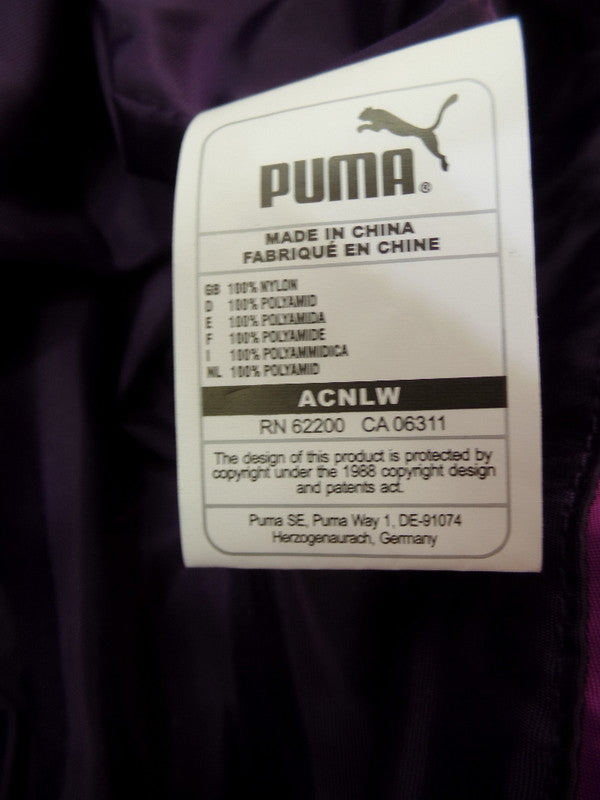 PUMA®
MADE IN CHINA
FABRIQUÉ EN CHINE
GB 100% NYLON
D 100% POLYAMID
E 100% POLYAMIDA
F 100% POLYAMIDE
I 100% POLYAMMIDICA
NL 100% POLYAMID
ACNLW
RN 62200 CA 06311
The design of this product is protected by
copyright under the 1988 copyright design
and patents act.
Puma SE, Puma Way 1, DE-91074
Herzogenaurach, Germany